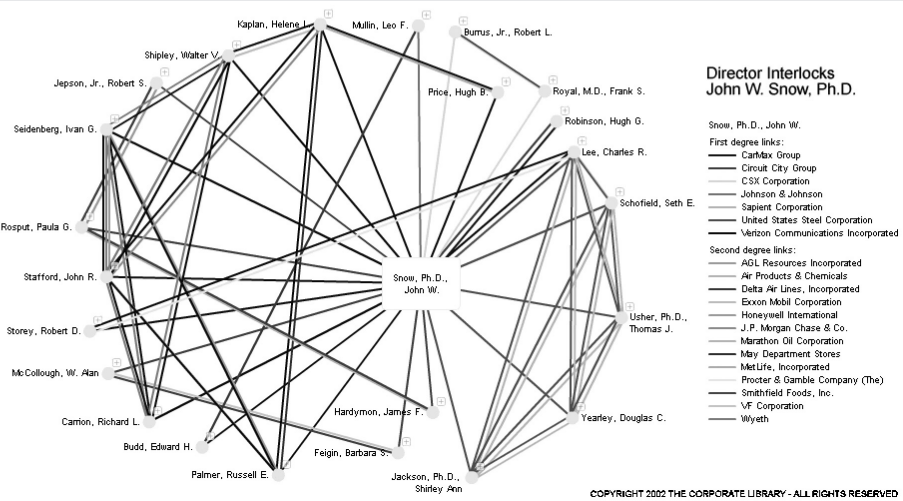 Kaplan, Helene L.
Mullin, Leo F.
Burrus, Jr., Robert L.
Shipley, Walter V.
Jepson, Jr., Robert S.
Price, Hugh B.
Royal, M.D., Frank S.
Seidenberg, Ivan G.
Robinson, Hugh G.
Lee, Charles R.
Schofield, Seth E.
Rosput, Paula G.
Stafford, John R.
Snow, Ph.D.,
John W.
Usher, Ph.D.,
Thomas J.
Storey, Robert D.
McCollough, W. Alan
Hardymon, James F.
Carrion, Richard L.
Yearley, Douglas C.
Budd, Edward H.
Feigin, Barbara S.
Palmer, Russell E.
Jackson, Ph.D.,
Shirley Ann
Director Interlocks
John W. Snow, Ph.D.
Snow, Ph.D., John W.
First degree links:
CarMax Group
Circuit City Group
CSX Corporation
Johnson & Johnson
Sapient Corporation
United States Steel Corporation
Verizon Communications Incorporated
Second degree links:
AGL Resources Incorporated
Air Products & Chemicals
Delta Air Lines, Incorporated
Exxon Mobil Corporation
Honeywell International
J.P. Morgan Chase & Co.
Marathon Oil Corporation
May Department Stores
MetLife, Incorporated
Procter & Gamble Company (The)
Smithfield Foods, Inc.
VF Corporation
Wyeth
COPYRIGHT 2002 THE CORPORATE LIBRARY - ALL RIGHTS RESERVED